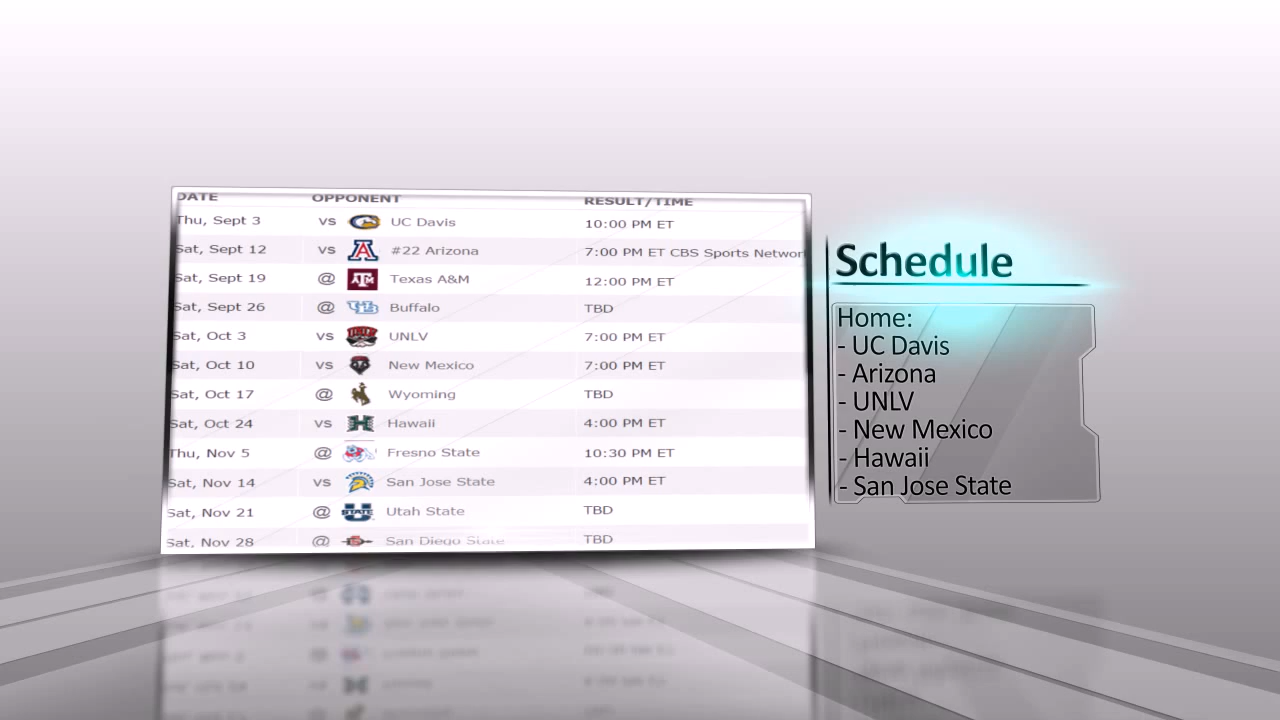 DATE OPPONENT RESULT/TIME
Thu, Sept 3 vs UC Davis 10:00 PM ET
Sat, Sept 12 vs #22 Arizona 7:00 PM ET CBS Sports Networ
Sat, Sept 19 @ Texas A&M 12:00 PM ET
Sat, Sept 26 @ Buffalo TBD
Sat, Oct 3 vs UNLV 7:00 PM ET
Sat, Oct 10 vs New Mexico 7:00 PM ET
Sat, Oct 17 @ Wyoming TBD
Sat, Oct 24 vs Hawaii 4:00 PM ET
Thu, Nov 5 @ Fresno State 10:30 PM ET
Sat, Nov 14 vs San Jose State 4:00 PM ET
Sat, Nov 21 @ Utah State TBD
Sat, Nov 28 @ San Diego State TBD
Schedule
Home:
- UC Davis
- Arizona
- UNLV
- New Mexico
- Hawaii
- San Jose State